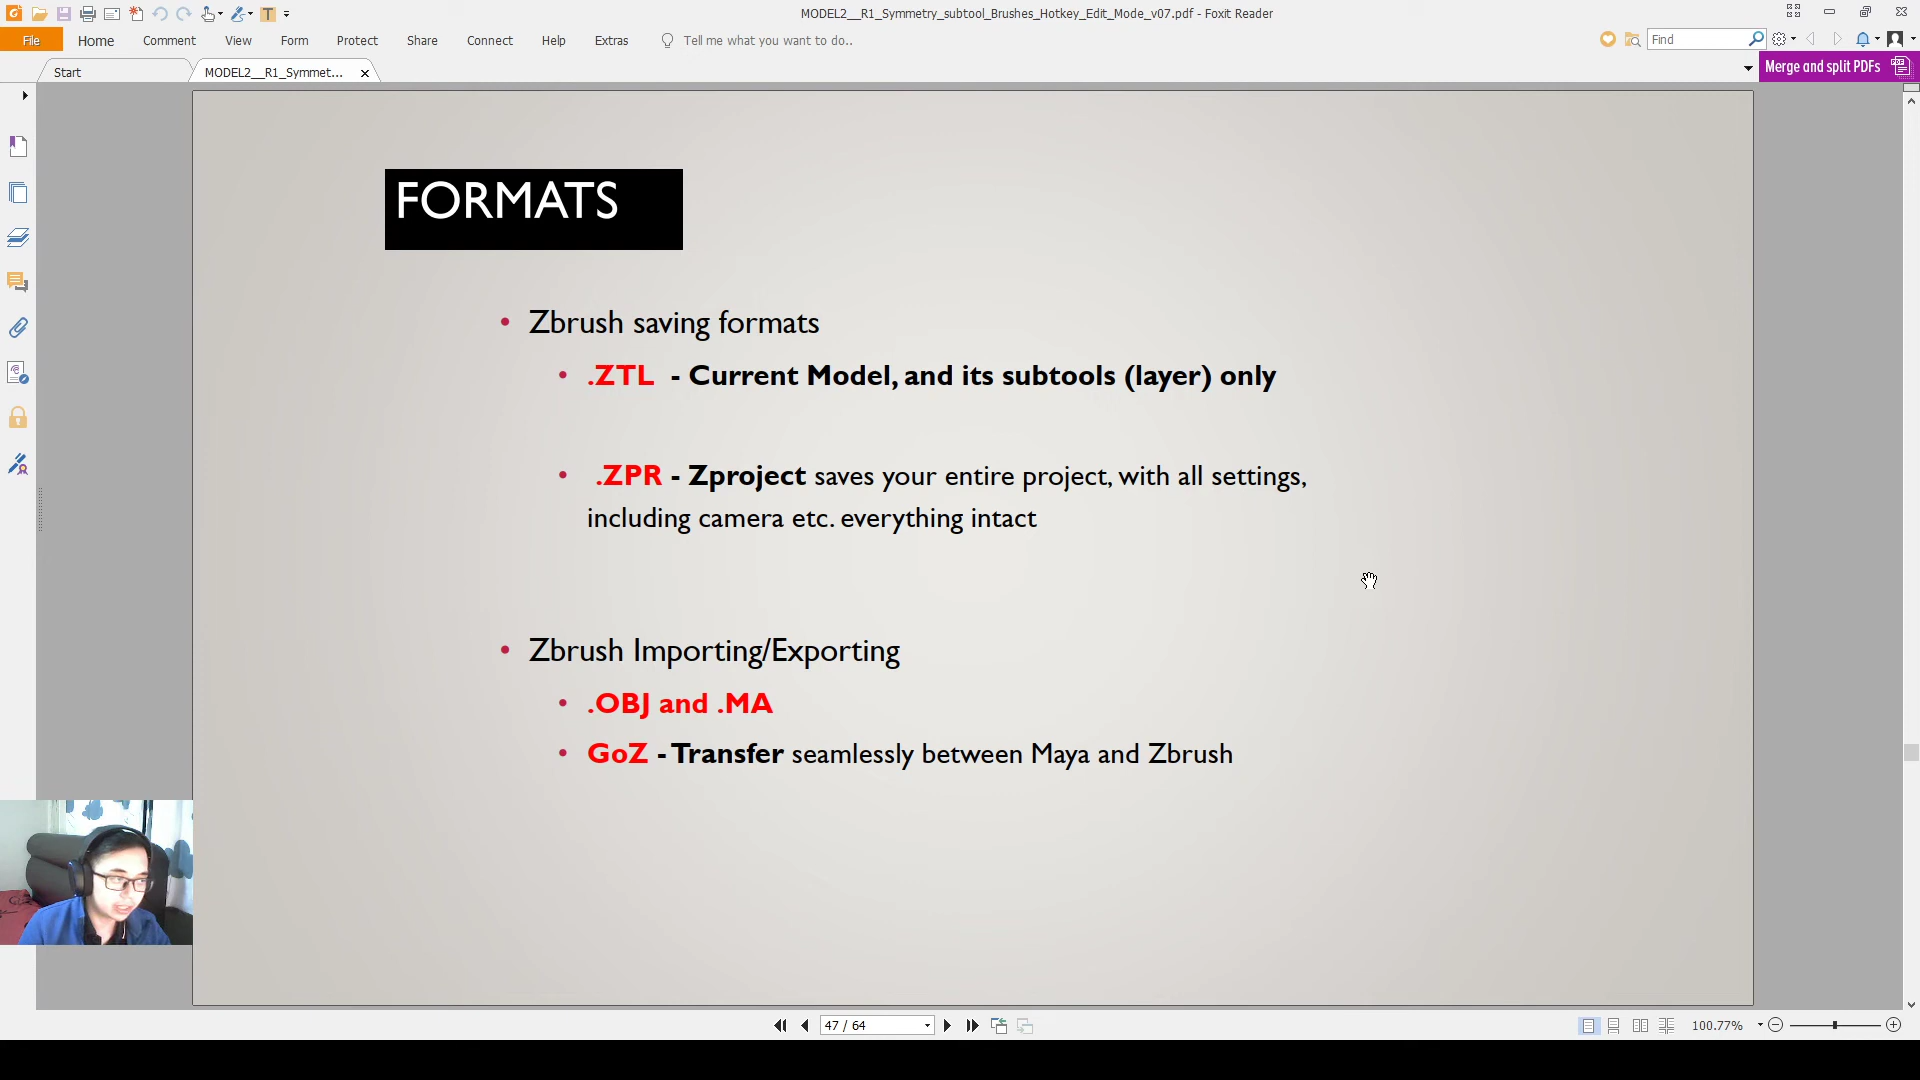 MODEL2__R1_Symmetry_subtool_Brushes_Hotkey_Edit_Mode_v07.pdf - Foxit Reader
File Home Comment View Form Protect Share Connect Help Extras Tell me what you want to do.. Find
Start MODEL2__R1_Symmet... Merge and split PDFs
FORMATS
• Zbrush saving formats
• .ZTL - Current Model, and its subtools (layer) only
• .ZPR - Zproject saves your entire project, with all settings,
including camera etc. everything intact
• Zbrush Importing/Exporting
• .OBJ and .MA
• GoZ - Transfer seamlessly between Maya and Zbrush
47 / 64 100.77%